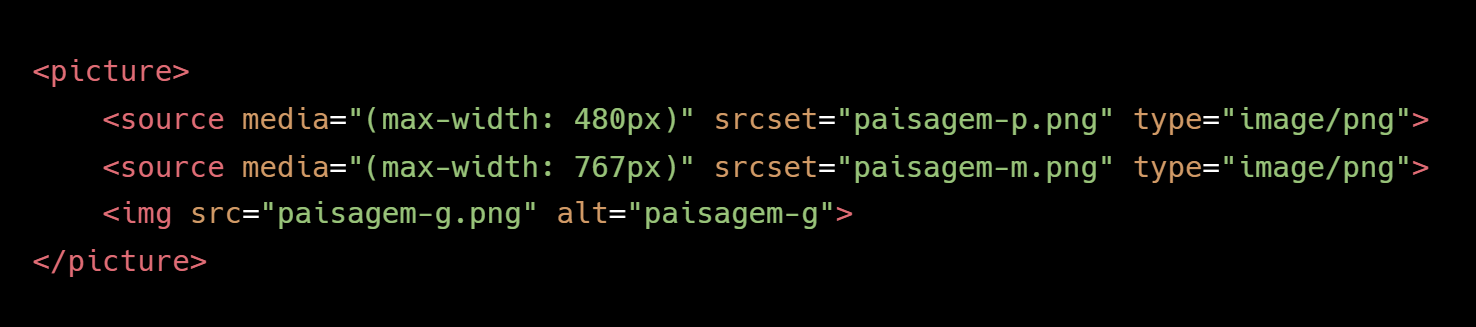 <picture>
    <source media="(max-width: 480px)" srcset="paisagem-p.png" type="image/png">
    <source media="(max-width: 767px)" srcset="paisagem-m.png" type="image/png">
    <img src="paisagem-g.png" alt="paisagem-g">
</picture>